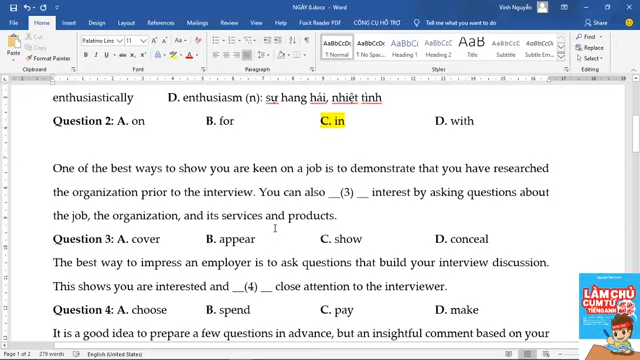 NGÀY 8.docx - Word
Vinh Nguyễn
File Home Insert Draw Design Layout References Mailings Review View Help Foxit Reader PDF CÔNG CỤ HỖ TRỢ Tell me what you want to do Share
Paste
Palatino Linc 11
AaBbCcDc AaBbCcDc AaBbCc AaBbCcC AaB AaBbCcC AaBbCcDc
¶ Normal ¶ No Spac... Heading 1 Heading 2 Title Subtitle Subtle Em...
Clipboard Font Paragraph Styles
Editing
enthusiastically D. enthusiasm (n): sự hang hái, nhiệt tình
Question 2: A. on B. for C. in D. with
One of the best ways to show you are keen on a job is to demonstrate that you have researched
the organization prior to the interview. You can also __(3) __ interest by asking questions about
the job, the organization, and its services and products.
Question 3: A. cover B. appear C. show D. conceal
The best way to impress an employer is to ask questions that build your interview discussion.
This shows you are interested and __(4) __ close attention to the interviewer.
Question 4: A. choose B. spend C. pay D. make
It is a good idea to prepare a few questions in advance, but an insightful comment based on your
LÀM CHỦ
CỤM TỪ
TIẾNG ANH
Page 1 of 2 279 words English (United States)